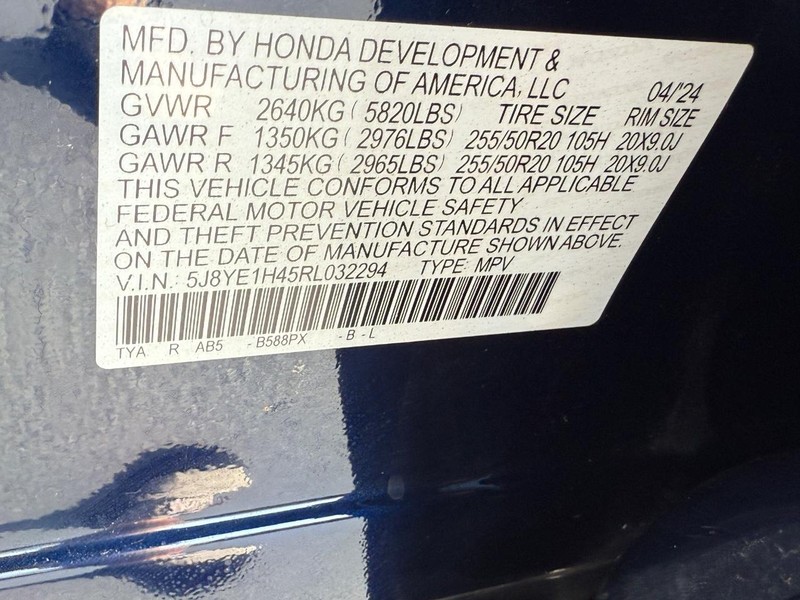 MFD. BY HONDA DEVELOPMENT &
MANUFACTURING OF AMERICA, LLC 04/'24
GVWR 2640KG ( 5820LBS) TIRE SIZE RIM SIZE
GAWR F 1350KG ( 2976LBS) 255/50R20 105H 20X9.0J
GAWR R 1345KG ( 2965LBS) 255/50R20 105H 20X9.0J
THIS VEHICLE CONFORMS TO ALL APPLICABLE
FEDERAL MOTOR VEHICLE SAFETY
AND THEFT PREVENTION STANDARDS IN EFFECT
ON THE DATE OF MANUFACTURE SHOWN ABOVE.
V.I.N.: 5J8YE1H45RL032294 TYPE: MPV
TYA R AB5 - B588PX - B - L